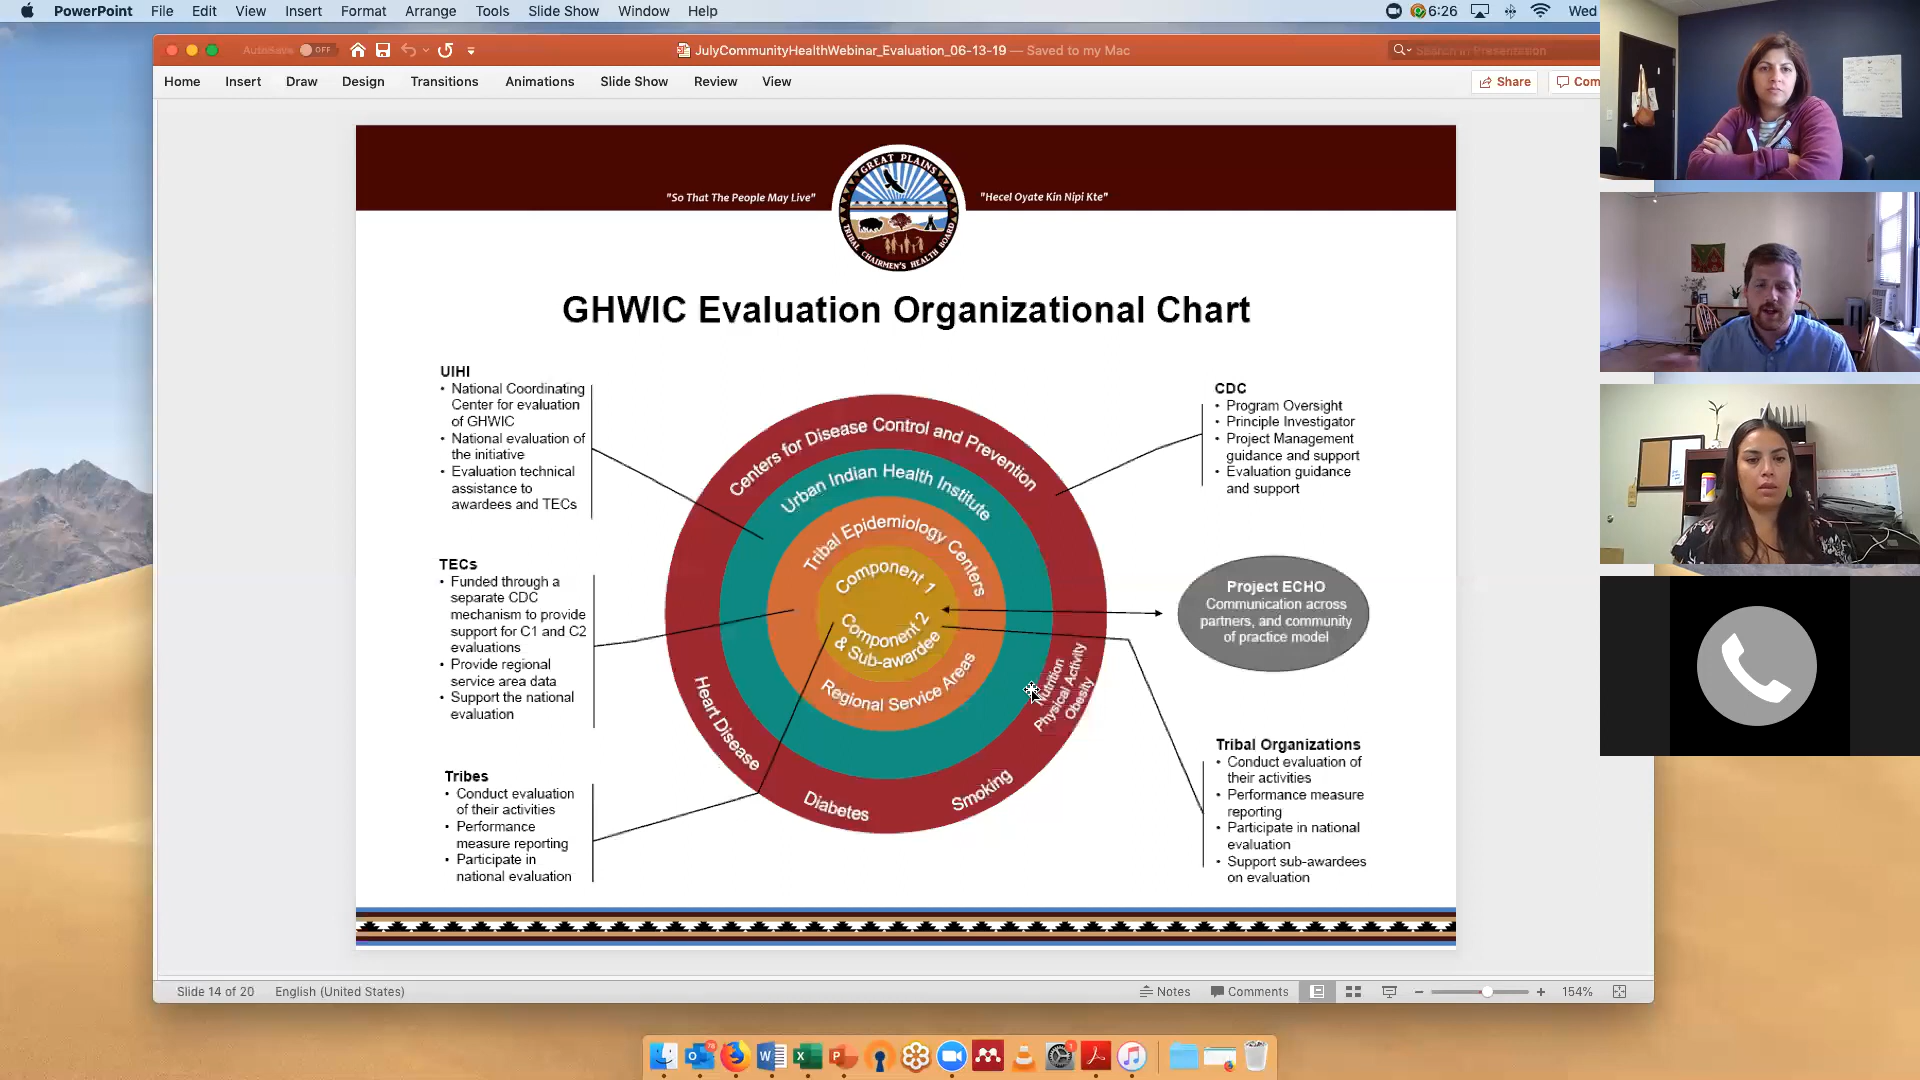 PowerPoint File Edit View Insert Format Arrange Tools Slide Show Window Help 6:26 Wed
AutoSave OFF
JulyCommunityHealthWebinar_Evaluation_06-13-19 — Saved to my Mac
Search in Presentation
Home Insert Draw Design Transitions Animations Slide Show Review View
Share
Com
"So That The People May Live"
GREAT PLAINS
TRIBAL CHAIRMEN'S HEALTH BOARD
"Hecel Oyate Kin Nipi Kte"
GHWIC Evaluation Organizational Chart
UIHI
• National Coordinating
Center for evaluation
of GHWIC
• National evaluation of
the initiative
• Evaluation technical
assistance to
awardees and TECs
TECs
• Funded through a
separate CDC
mechanism to provide
support for C1 and C2
evaluations
• Provide regional
service area data
• Support the national
evaluation
Tribes
• Conduct evaluation
of their activities
• Performance
measure reporting
• Participate in
national evaluation
Centers for Disease Control and Prevention
Urban Indian Health Institute
Tribal Epidemiology Centers
Component 1
Component 2
& Sub-awardee
Regional Service Areas
Heart Disease
Diabetes
Smoking
Nutrition
Physical Activity
Obesity
CDC
• Program Oversight
• Principle Investigator
• Project Management
guidance and support
• Evaluation guidance
and support
Project ECHO
Communication across
partners, and community
of practice model
Tribal Organizations
• Conduct evaluation of
their activities
• Performance measure
reporting
• Participate in national
evaluation
• Support sub-awardees
on evaluation
Slide 14 of 20 English (United States)
Notes Comments 154%